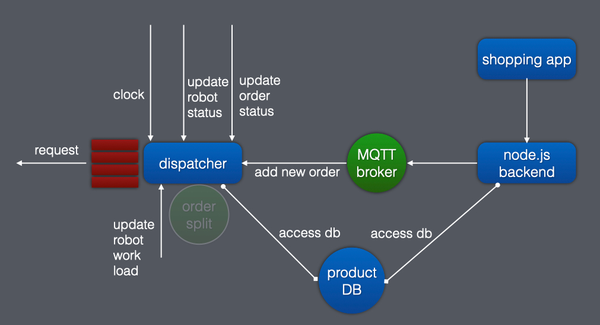 shopping app
clock
update
robot
status
update
order
status
request
dispatcher
add new order
MQTT
broker
node.js
backend
order
split
update
robot
work
load
access db
access db
product
DB